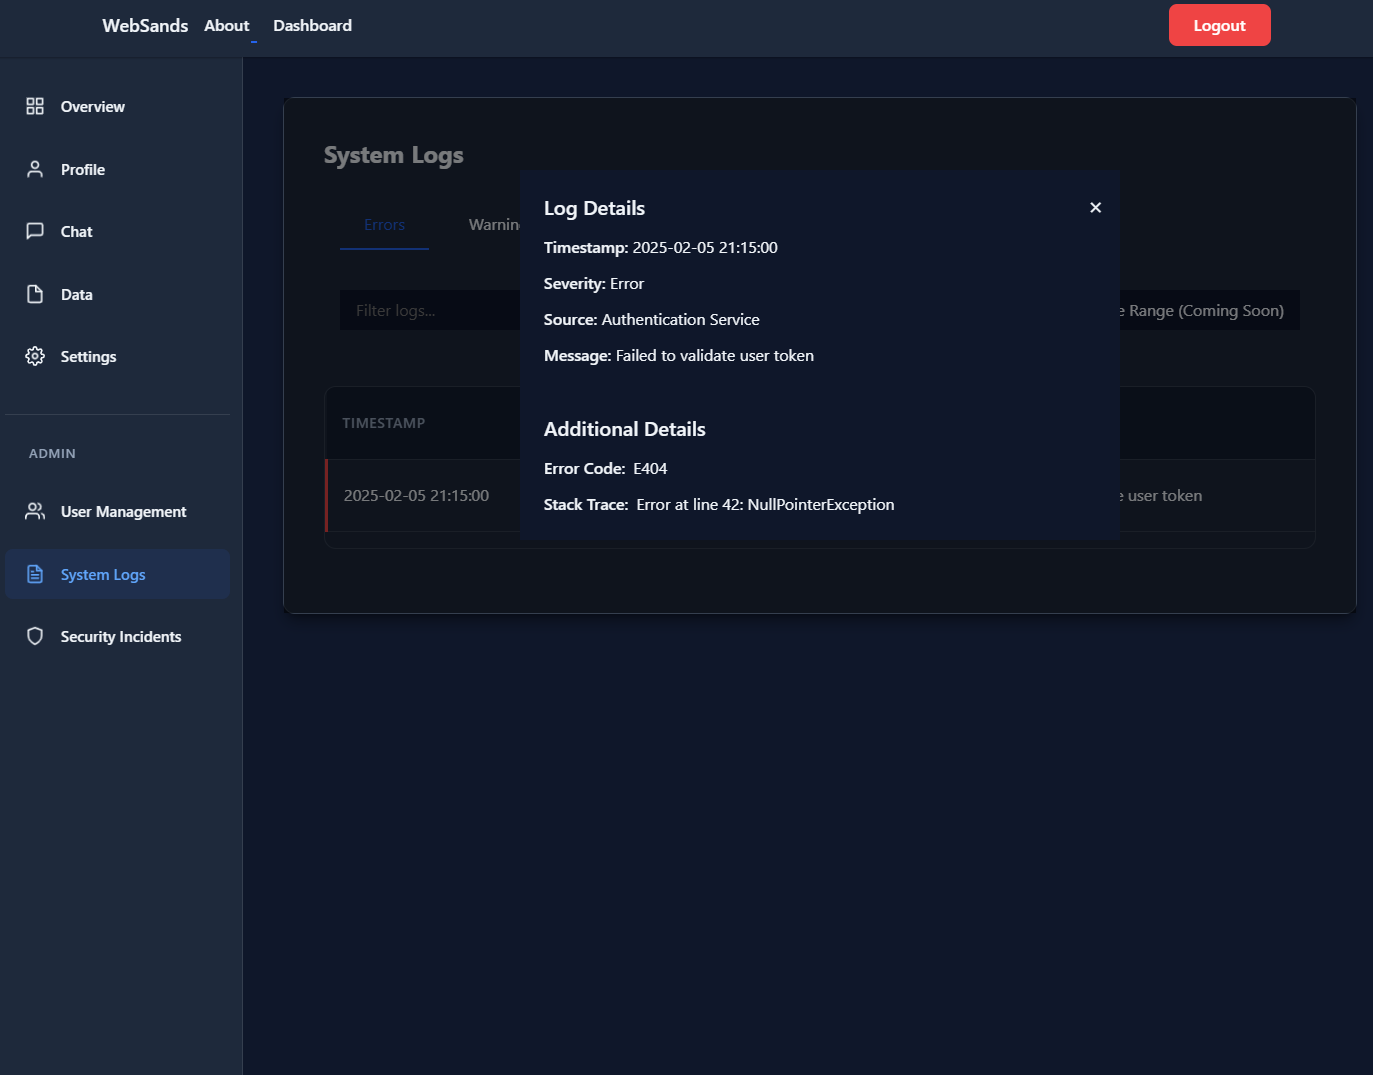 WebSands About Dashboard Logout
Overview
Profile
Chat
Data
Settings
ADMIN
User Management
System Logs
Security Incidents
System Logs
Errors
Filter logs...
Range (Coming Soon)
TIMESTAMP
2025-02-05 21:15:00
user token
Log Details ×
Timestamp: 2025-02-05 21:15:00
Severity: Error
Source: Authentication Service
Message: Failed to validate user token
Additional Details
Error Code: E404
Stack Trace: Error at line 42: NullPointerException